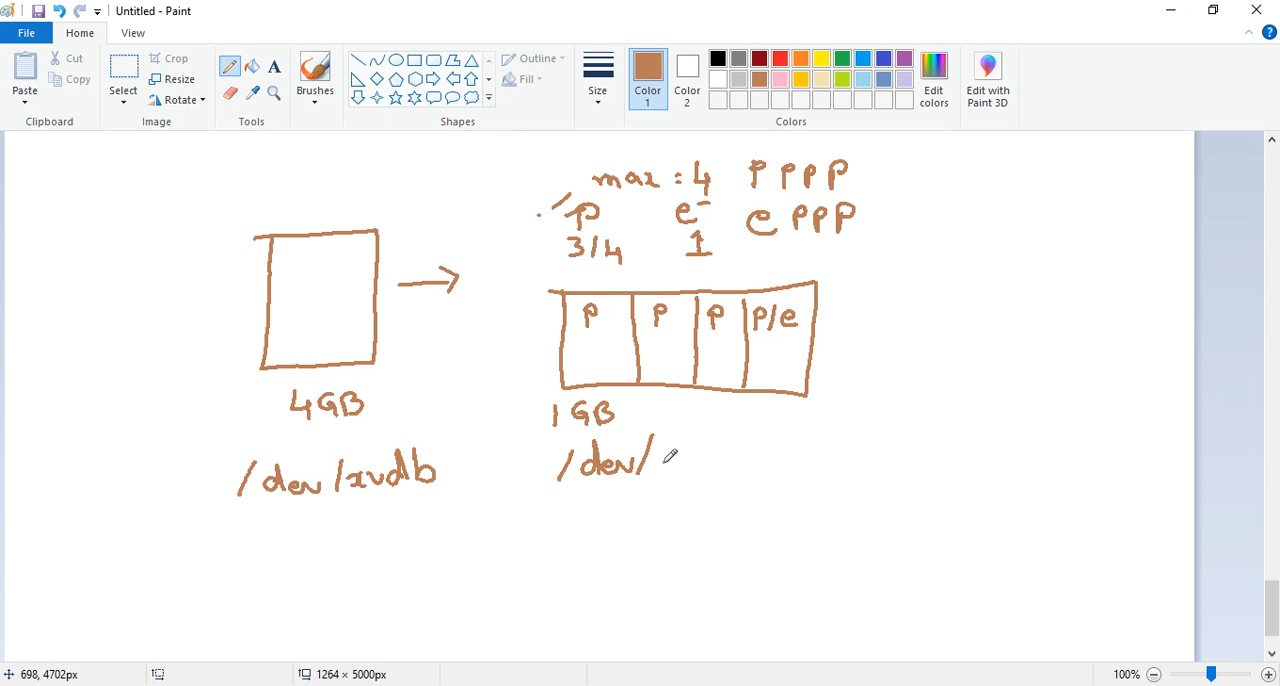 Untitled - Paint
File Home View
Paste
Cut
Copy
Clipboard
Select
Crop
Resize
Rotate
Image
A
Tools
Brushes
Shapes
Outline
Fill
Size
Color 1
Color 2
Colors
Edit colors
Edit with Paint 3D
max : 4 P P P P
P e e P P P
3/4 1
P P P P/e
4GB
1 GB
/dev/xvdb
/dev/
698, 4702px
1264 × 5000px
100%